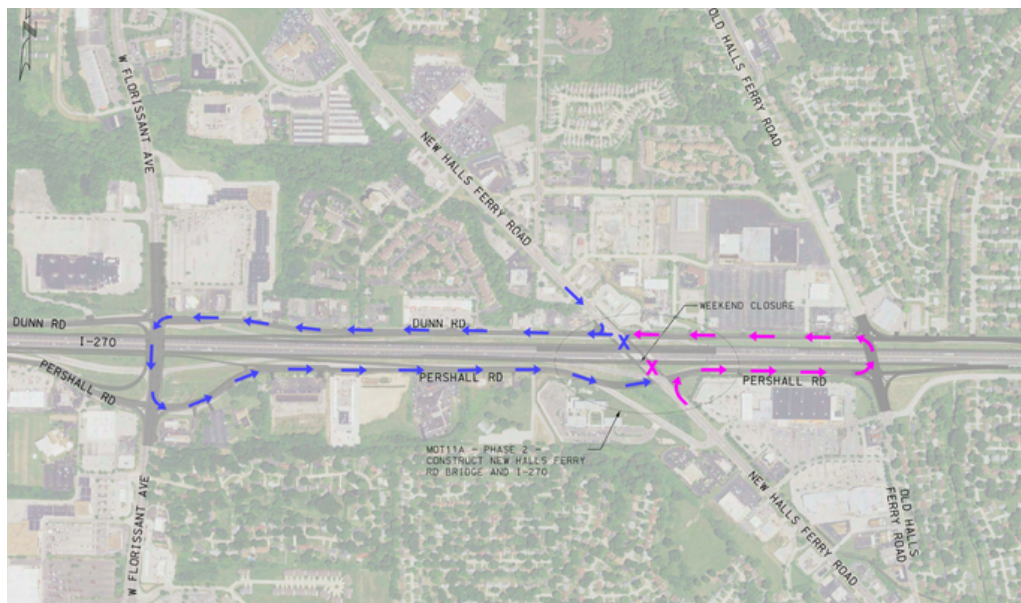 OLD HALLS FERRY ROAD
W FLORISSANT AVE
NEW HALLS FERRY ROAD
WEEKEND CLOSURE
DUNN RD
DUNN RD
I-270
X
X
PERSHALL RD
PERSHALL RD
PERSHALL RD
MOT11A - PHASE 2 -
CONSTRUCT NEW HALLS FERRY
RD BRIDGE AND I-270
W FLORISSANT AVE
NEW HALLS FERRY ROAD
OLD HALLS
FERRY ROAD